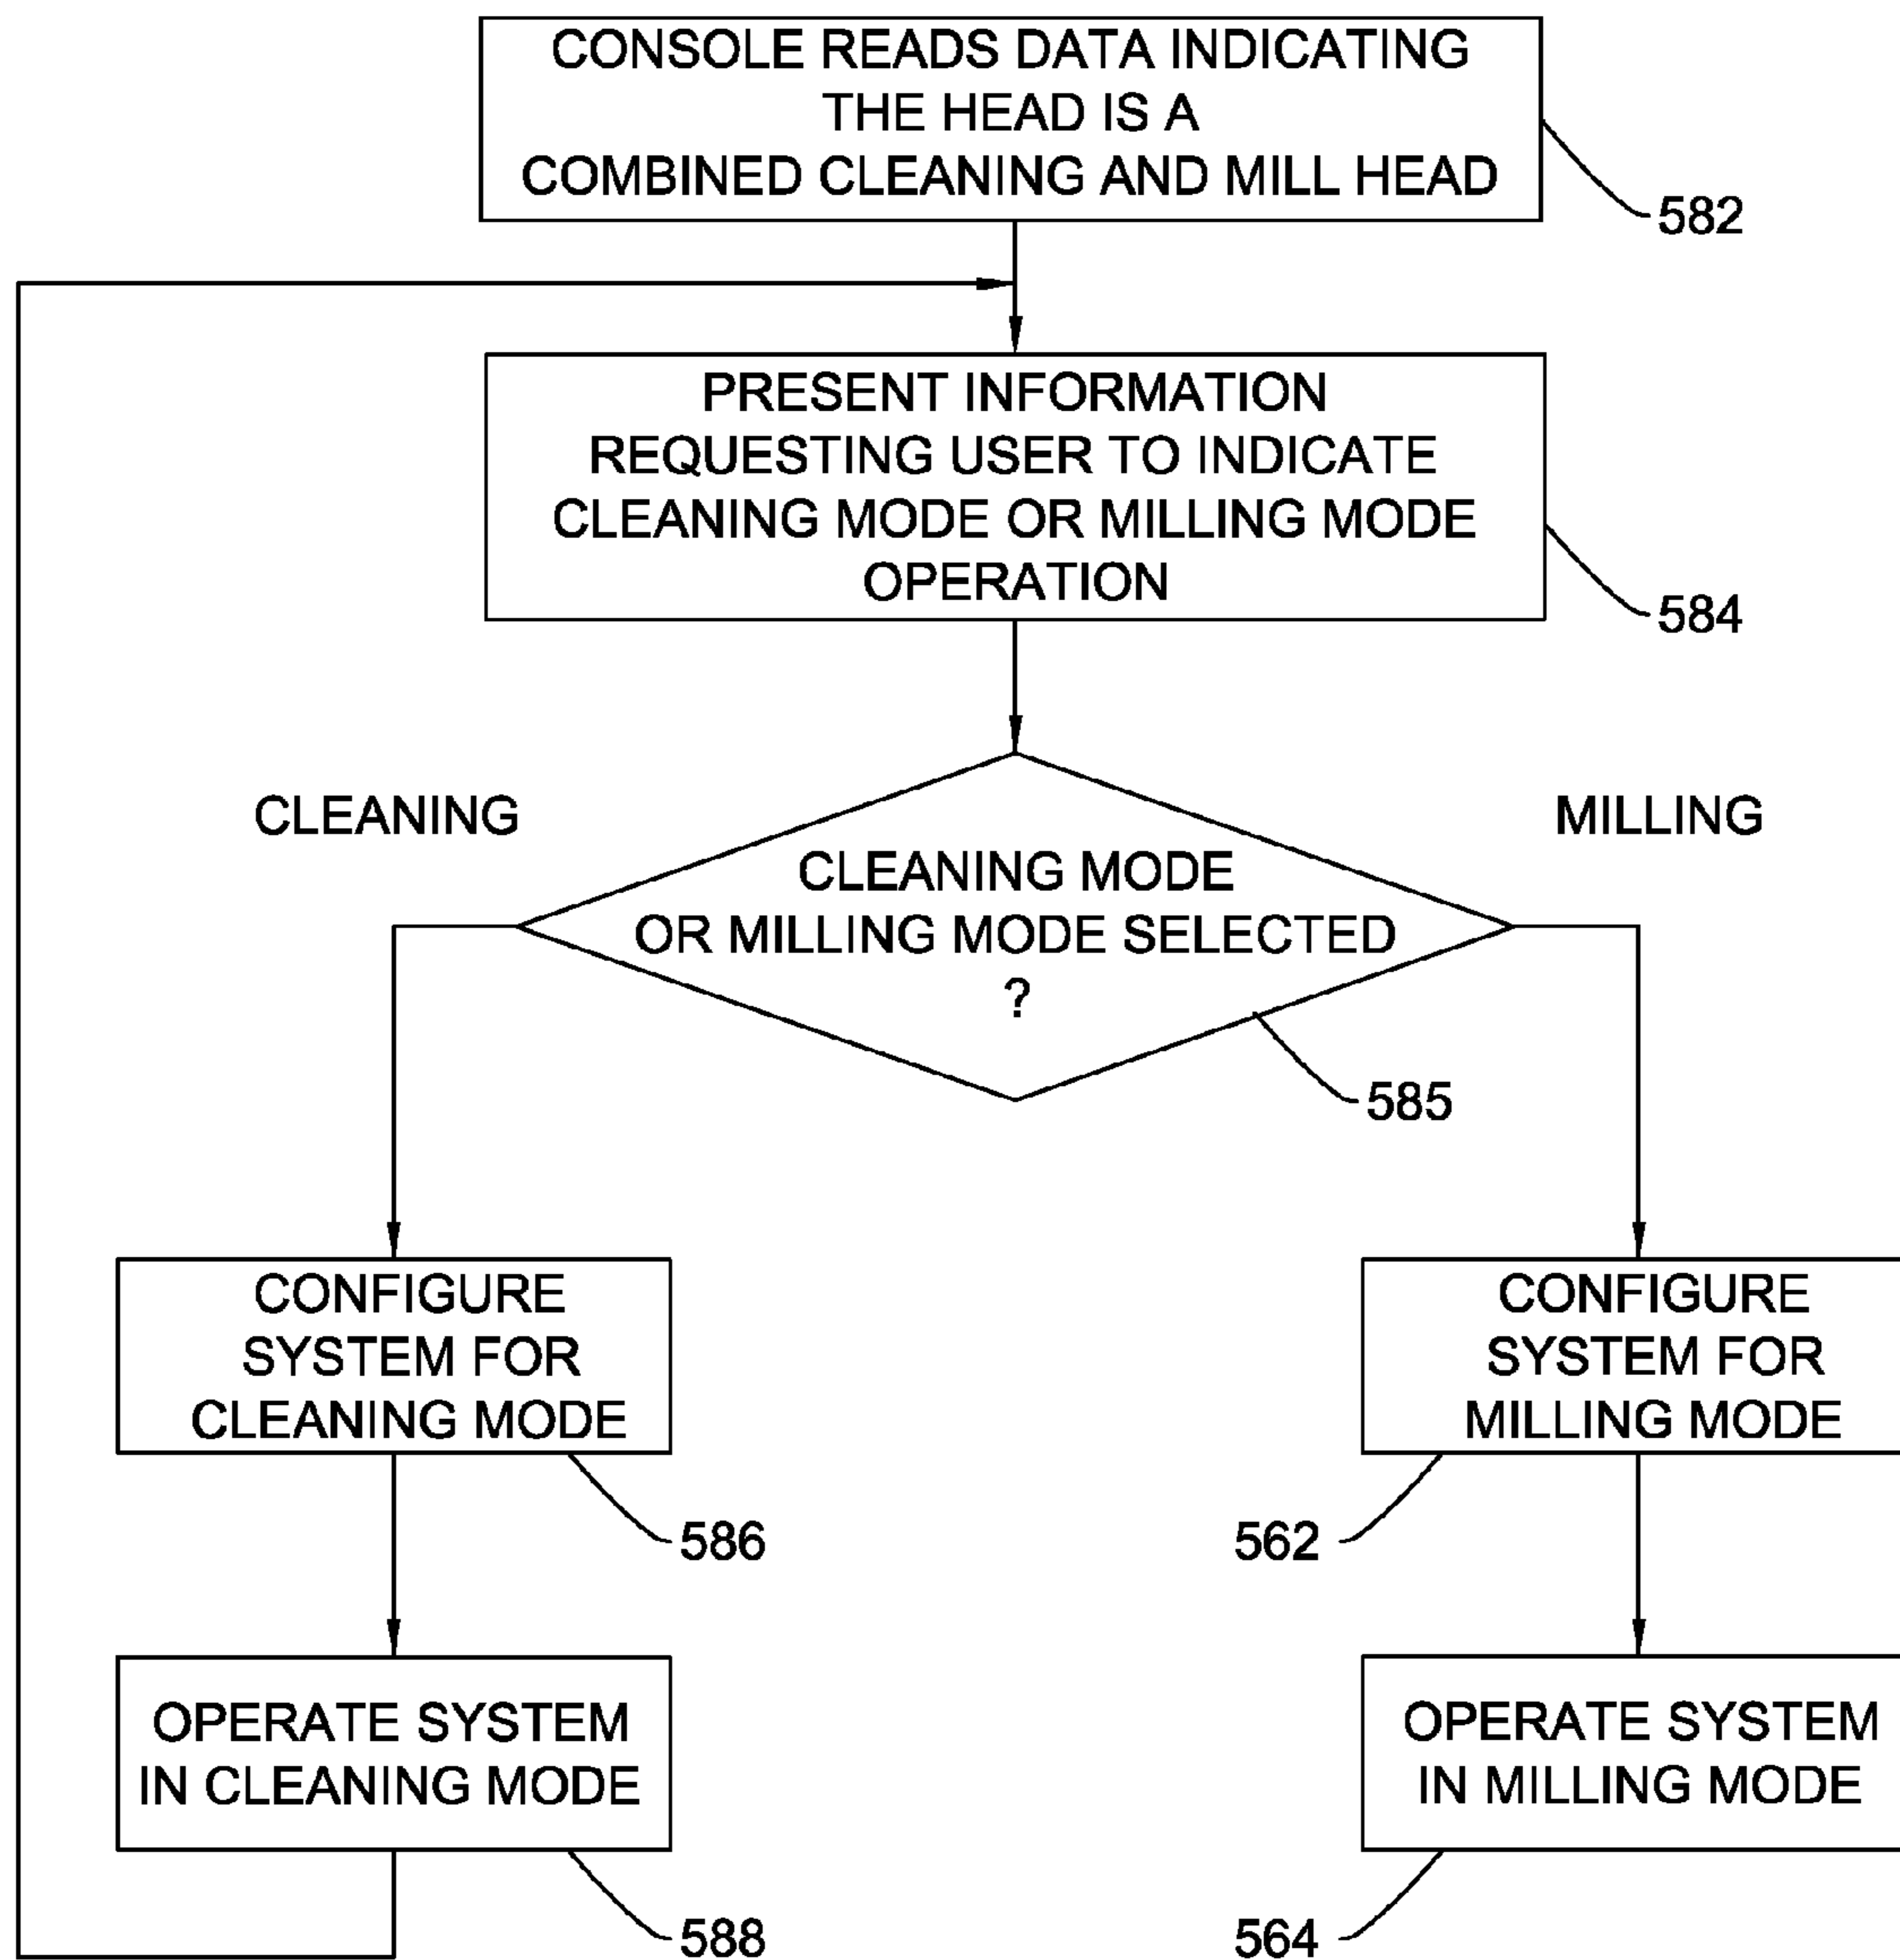 CONSOLE READS DATA INDICATING
THE HEAD IS A
COMBINED CLEANING AND MILL HEAD
582
PRESENT INFORMATION
REQUESTING USER TO INDICATE
CLEANING MODE OR MILLING MODE
OPERATION
584
CLEANING
MILLING
CLEANING MODE
OR MILLING MODE SELECTED
?
585
CONFIGURE
SYSTEM FOR
CLEANING MODE
586
CONFIGURE
SYSTEM FOR
MILLING MODE
562
OPERATE SYSTEM
IN CLEANING MODE
588
OPERATE SYSTEM
IN MILLING MODE
564